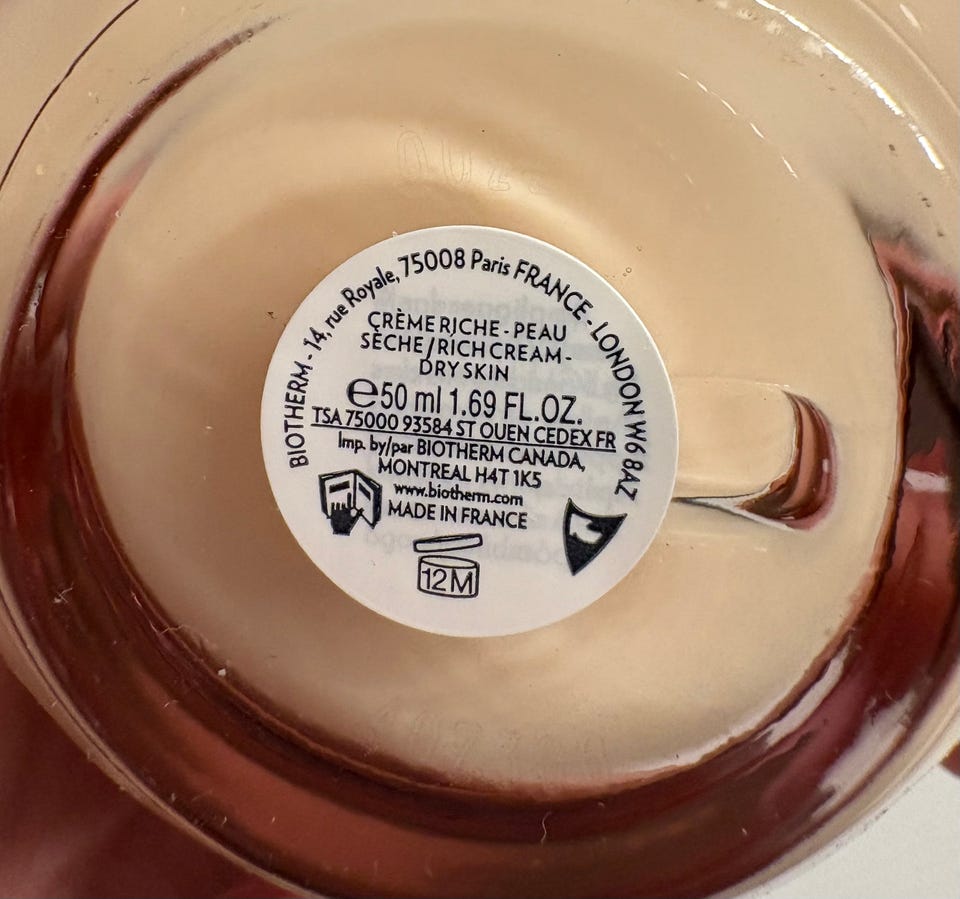 BIOTHERM - 14, rue Royale, 75008 Paris FRANCE - LONDON W6 8AZ
CRÈME RICHE - PEAU
SÈCHE / RICH CREAM -
DRY SKIN
℮50 ml 1.69 FL.OZ.
TSA 75000 93584 ST OUEN CEDEX FR
Imp. by/par BIOTHERM CANADA,
MONTREAL H4T 1K5
www.biotherm.com
MADE IN FRANCE
12M